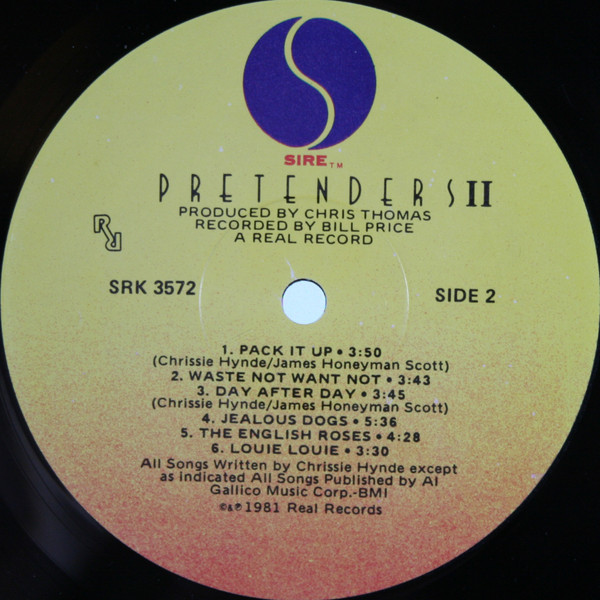 SIRE™
PRETENDERS II
PRODUCED BY CHRIS THOMAS
RECORDED BY BILL PRICE
A REAL RECORD
SRK 3572
SIDE 2
1. PACK IT UP • 3:50
(Chrissie Hynde/James Honeyman Scott)
2. WASTE NOT WANT NOT • 3:43
3. DAY AFTER DAY • 3:45
(Chrissie Hynde/James Honeyman Scott)
4. JEALOUS DOGS • 5:36
5. THE ENGLISH ROSES • 4:28
6. LOUIE LOUIE • 3:30
All Songs Written by Chrissie Hynde except
as indicated All Songs Published by Al
Gallico Music Corp.-BMI
©&℗ 1981 Real Records